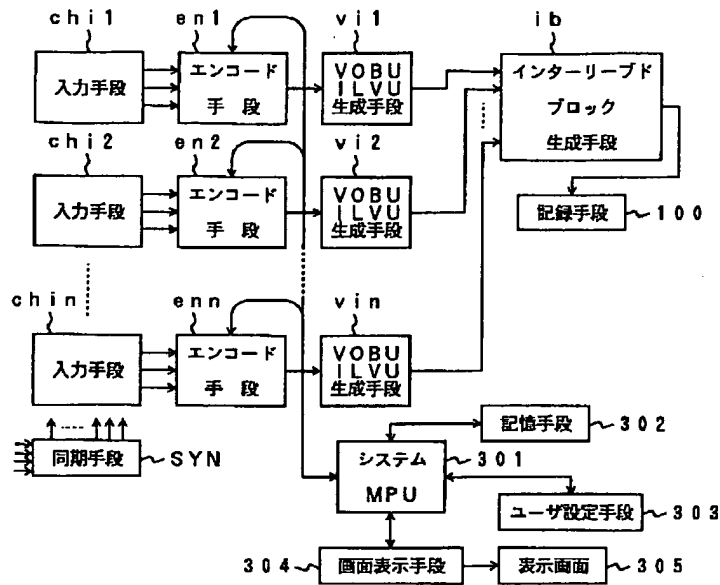 chi1
en1
vi1
ib
入力手段
エンコード
手段
VOBU
ILVU
生成手段
インターリーブド
ブロック
生成手段
chi2
en2
vi2
入力手段
エンコード
手段
VOBU
ILVU
生成手段
記録手段
100
chin
enn
vin
入力手段
エンコード
手段
VOBU
ILVU
生成手段
同期手段
SYN
システム
MPU
301
記憶手段
302
ユーザ設定手段
303
304
画面表示手段
表示画面
305